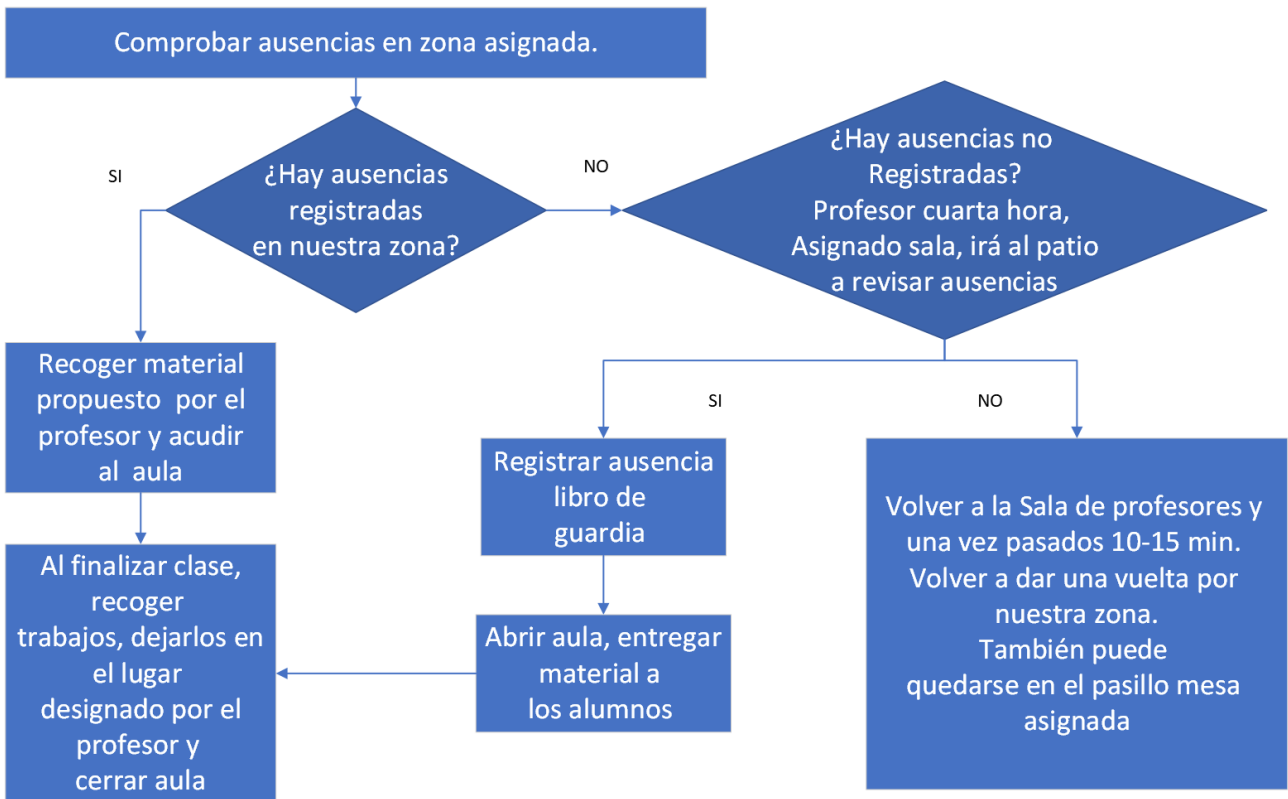 Comprobar ausencias en zona asignada.
SI
¿Hay ausencias
registradas
en nuestra zona?
NO
¿Hay ausencias no
Registradas?
Profesor cuarta hora,
Asignado sala, irá al patio
a revisar ausencias
Recoger material
propuesto por el
profesor y acudir
al aula
SI
NO
Registrar ausencia
libro de
guardia
Volver a la Sala de profesores y
una vez pasados 10-15 min.
Volver a dar una vuelta por
nuestra zona.
También puede
quedarse en el pasillo mesa
asignada
Al finalizar clase,
recoger
trabajos, dejarlos en
el lugar
designado por el
profesor y
cerrar aula
Abrir aula, entregar
material a
los alumnos